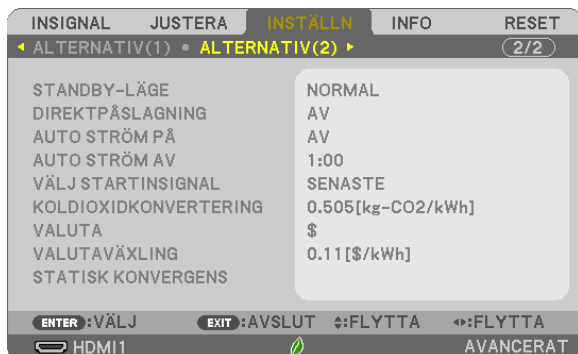 INSIGNAL JUSTERA INSTÄLLN INFO RESET
ALTERNATIV(1) • ALTERNATIV(2) 2/2
STANDBY-LÄGE NORMAL
DIREKTPÅSLAGNING AV
AUTO STRÖM PÅ AV
AUTO STRÖM AV 1:00
VÄLJ STARTINSIGNAL SENASTE
KOLDIOXIDKONVERTERING 0.505[kg-CO2/kWh]
VALUTA $
VALUTAVÄXLING 0.11[$/kWh]
STATISK KONVERGENS
ENTER :VÄLJ EXIT :AVSLUT :FLYTTA :FLYTTA
HDMI1 AVANCERAT